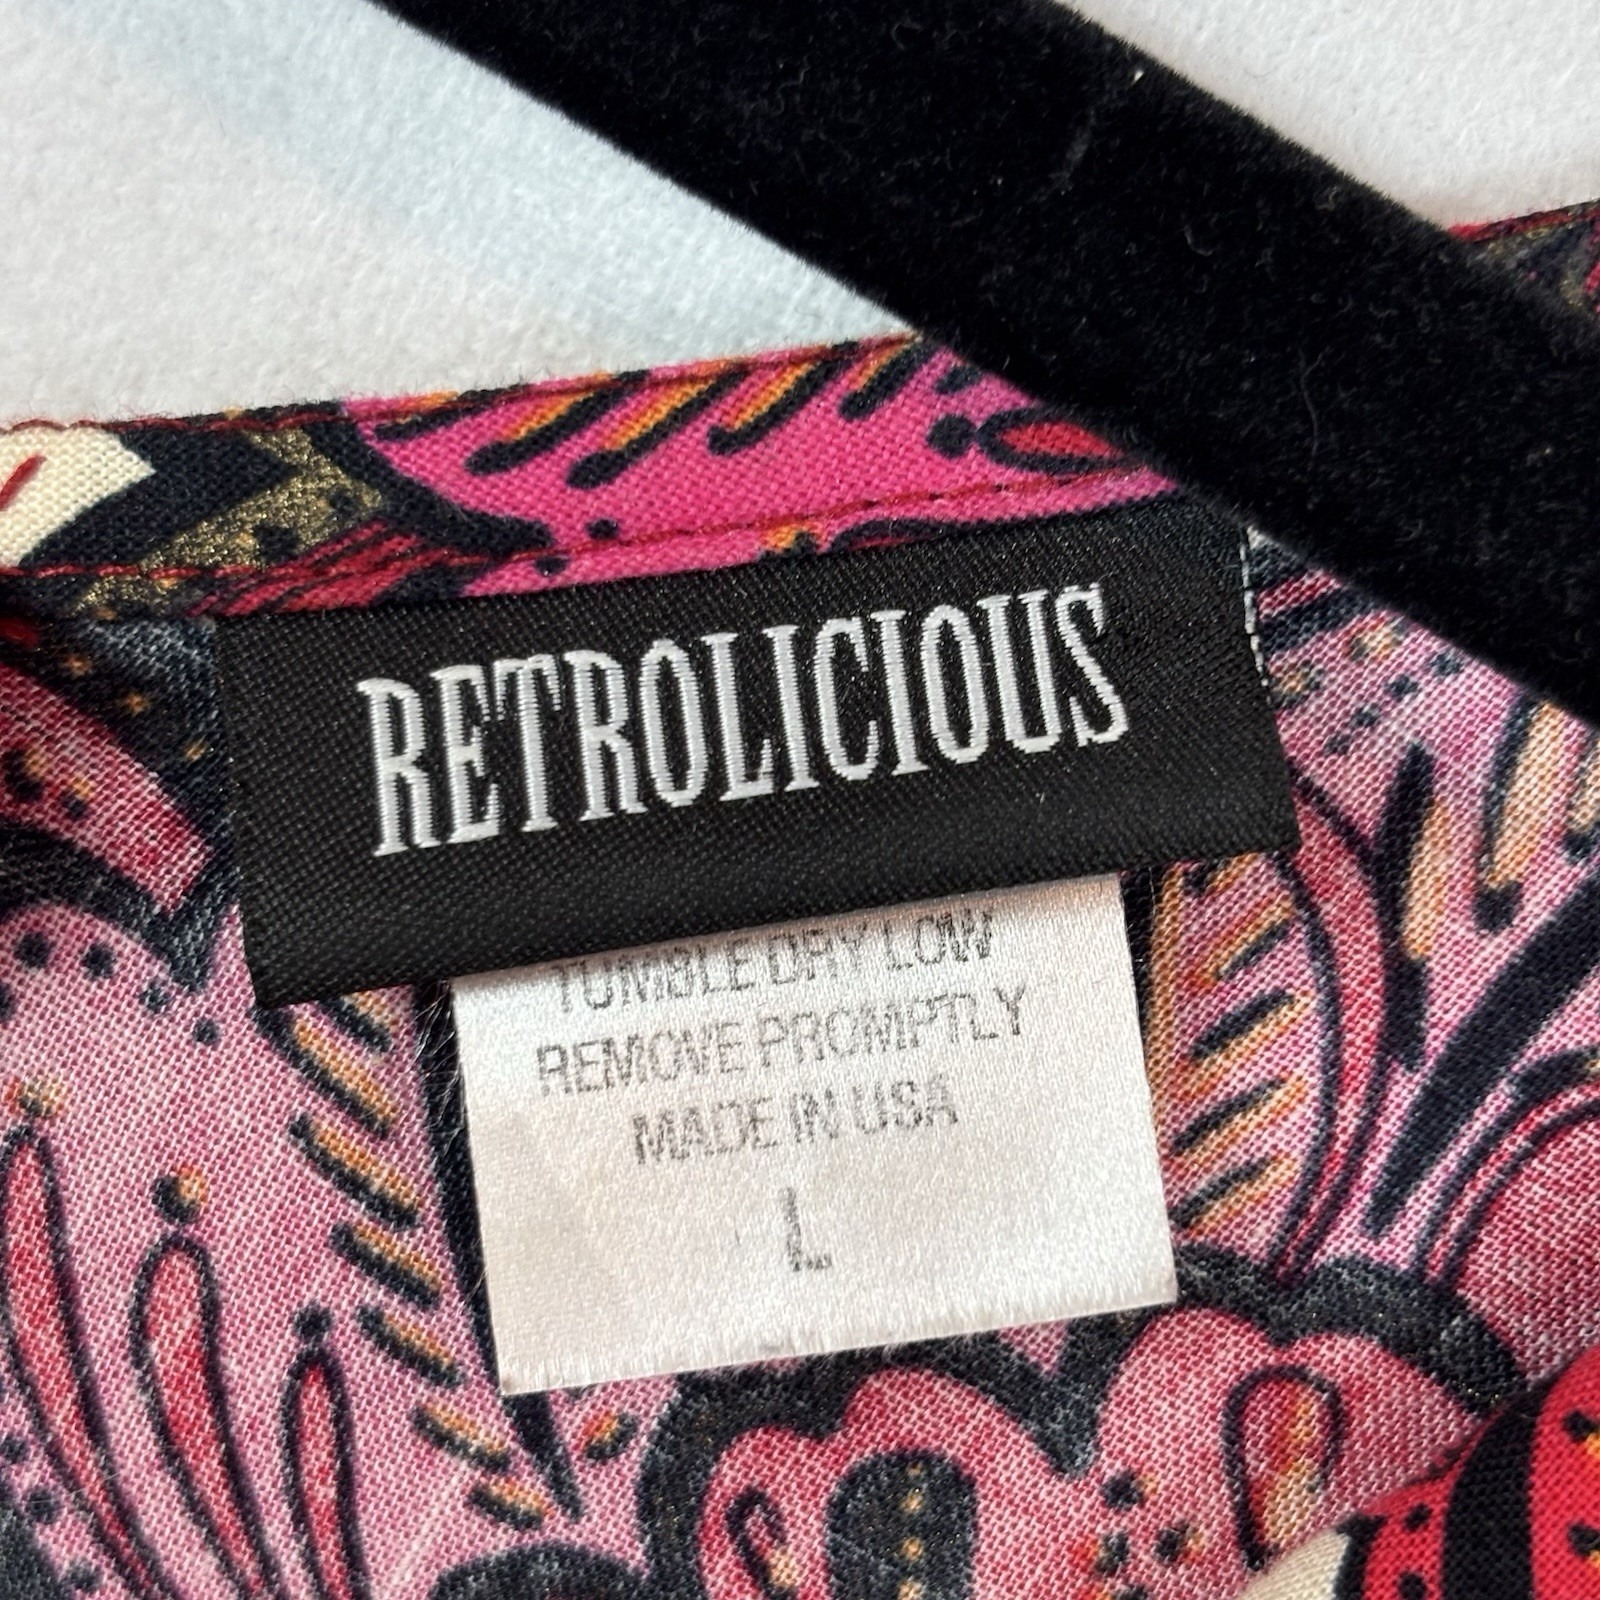 RETROLICIOUS
TUMBLE DRY LOW
REMOVE PROMPTLY
MADE IN USA
L